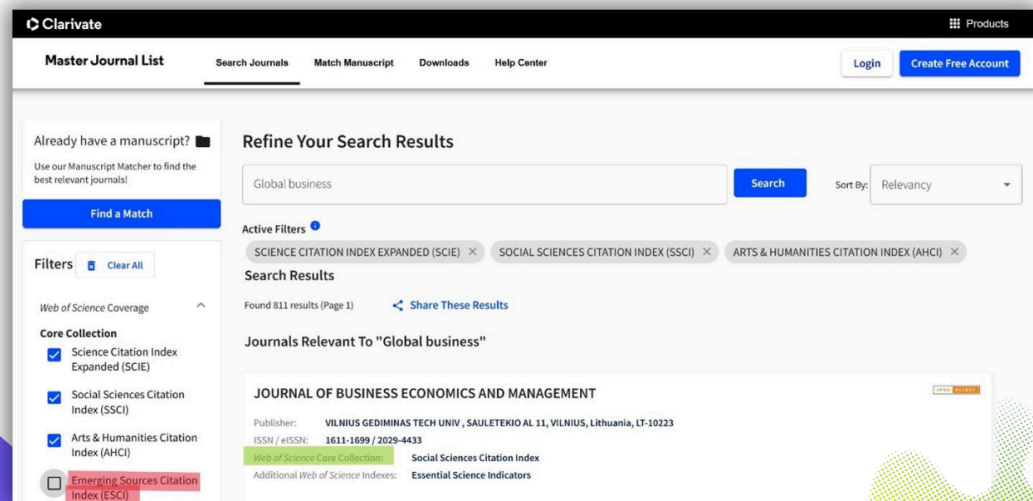 Clarivate
Products
Master Journal List
Search Journals
Match Manuscript
Downloads
Help Center
Login
Create Free Account
Already have a manuscript?
Use our Manuscript Matcher to find the
best relevant journals!
Find a Match
Filters
Clear All
Web of Science Coverage
Core Collection
Science Citation Index
Expanded (SCIE)
Social Sciences Citation
Index (SSCI)
Arts & Humanities Citation
Index (AHCI)
Emerging Sources Citation
Index (ESCI)
Refine Your Search Results
Global business
Search
Sort By:
Relevancy
Active Filters
SCIENCE CITATION INDEX EXPANDED (SCIE)
SOCIAL SCIENCES CITATION INDEX (SSCI)
ARTS & HUMANITIES CITATION INDEX (AHCI)
Search Results
Found 811 results (Page 1)
Share These Results
Journals Relevant To "Global business"
JOURNAL OF BUSINESS ECONOMICS AND MANAGEMENT
OPEN ACCESS
Publisher: VILNIUS GEDIMINAS TECH UNIV , SAULETEKIO AL 11, VILNIUS, Lithuania, LT-10223
ISSN / eISSN: 1611-1699 / 2029-4433
Web of Science Core Collection: Social Sciences Citation Index
Additional Web of Science Indexes: Essential Science Indicators